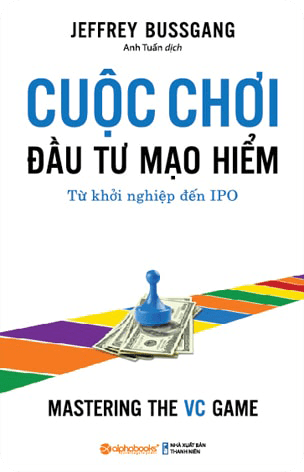 JEFFREY BUSSGANG
Anh Tuấn dịch
CUỘC CHƠI
ĐẦU TƯ MẠO HIỂM
Từ khởi nghiệp đến IPO
MASTERING THE VC GAME
alphabooks
NHÀ XUẤT BẢN
THANH NIÊN